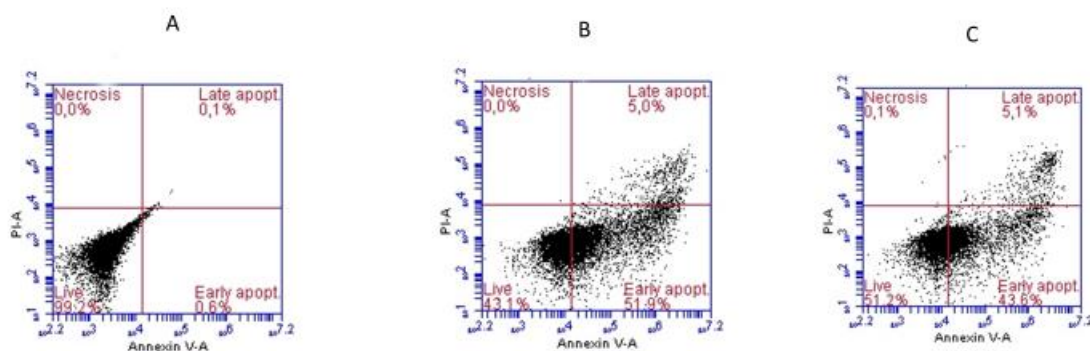 A
B
C
Necrosis
0,0%
Late apopt.
0,1%
Live
99,2%
Early apopt.
0,6%
PI-A
Annexin V-A
Necrosis
0,0%
Late apopt.
5,0%
Live
43,1%
Early apopt.
51,9%
PI-A
Annexin V-A
Necrosis
0,1%
Late apopt.
5,1%
Live
51,2%
Early apopt.
43,6%
PI-A
Annexin V-A